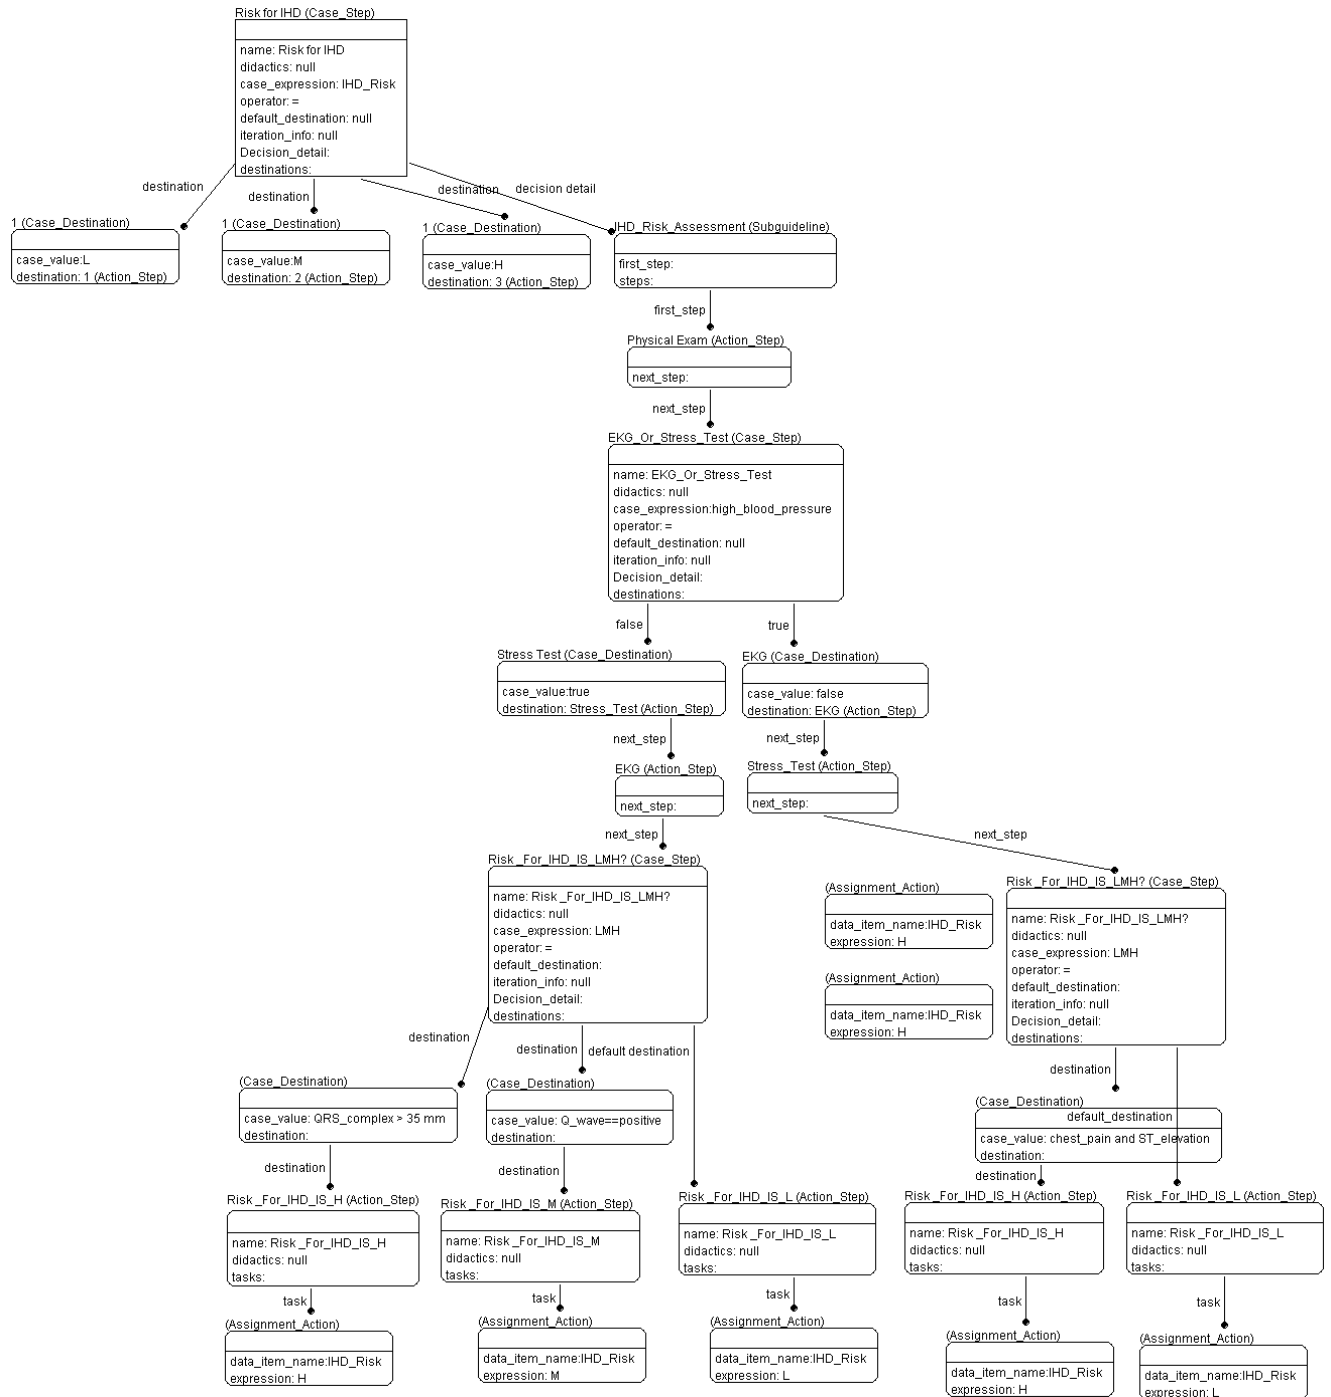 Risk for IHD (Case_Step)
name: Risk for IHD
didactics: null
case_expression: IHD_Risk
operator: =
default_destination: null
iteration_info: null
Decision_detail:
destinations:
destination
destination
destination
decision detail
1 (Case_Destination)
case_value:L
destination: 1 (Action_Step)
1 (Case_Destination)
case_value:M
destination: 2 (Action_Step)
1 (Case_Destination)
case_value:H
destination: 3 (Action_Step)
IHD_Risk_Assessment (Subguideline)
first_step:
steps:
first_step
Physical Exam (Action_Step)
next_step:
next_step
EKG_Or_Stress_Test (Case_Step)
name: EKG_Or_Stress_Test
didactics: null
case_expression:high_blood_pressure
operator: =
default_destination: null
iteration_info: null
Decision_detail:
destinations:
false
true
Stress Test (Case_Destination)
case_value:true
destination: Stress_Test (Action_Step)
EKG (Case_Destination)
case_value: false
destination: EKG (Action_Step)
next_step
next_step
EKG (Action_Step)
next_step:
Stress_Test (Action_Step)
next_step:
next_step
next_step
Risk _For_IHD_IS_LMH? (Case_Step)
name: Risk _For_IHD_IS_LMH?
didactics: null
case_expression: LMH
operator: =
default_destination:
iteration_info: null
Decision_detail:
destinations:
(Assignment_Action)
data_item_name:IHD_Risk
expression: H
(Assignment_Action)
data_item_name:IHD_Risk
expression: H
Risk _For_IHD_IS_LMH? (Case_Step)
name: Risk _For_IHD_IS_LMH?
didactics: null
case_expression: LMH
operator: =
default_destination:
iteration_info: null
Decision_detail:
destinations:
destination
destination
default destination
destination
(Case_Destination)
case_value: QRS_complex > 35 mm
destination:
(Case_Destination)
case_value: Q_wave==positive
destination:
(Case_Destination)
default_destination
case_value: chest_pain and ST_elevation
destination:
destination
destination
destination
Risk _For_IHD_IS_H (Action_Step)
name: Risk _For_IHD_IS_H
didactics: null
tasks:
Risk _For_IHD_IS_M (Action_Step)
name: Risk _For_IHD_IS_M
didactics: null
tasks:
Risk _For_IHD_IS_L (Action_Step)
name: Risk _For_IHD_IS_L
didactics: null
tasks:
Risk _For_IHD_IS_H (Action_Step)
name: Risk _For_IHD_IS_H
didactics: null
tasks:
Risk _For_IHD_IS_L (Action_Step)
name: Risk _For_IHD_IS_L
didactics: null
tasks:
task
task
task
task
task
(Assignment_Action)
data_item_name:IHD_Risk
expression: H
(Assignment_Action)
data_item_name:IHD_Risk
expression: M
(Assignment_Action)
data_item_name:IHD_Risk
expression: L
(Assignment_Action)
data_item_name:IHD_Risk
expression: H
(Assignment_Action)
data_item_name:IHD_Risk
expression: L